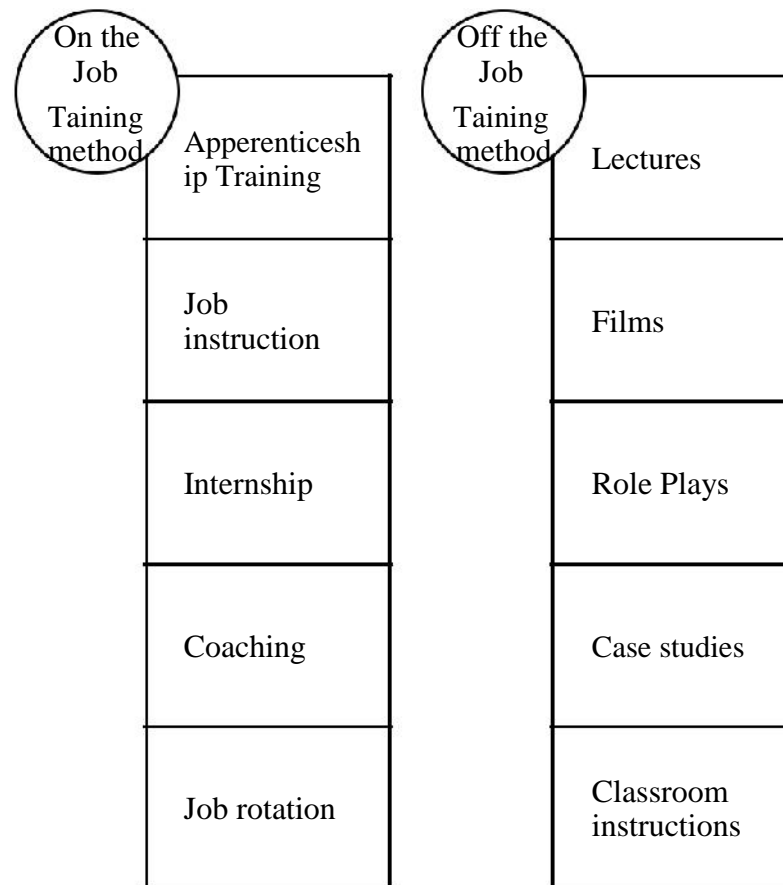 On the
Job
Taining
method
Apperenticesh
ip Training
Job
instruction
Internship
Coaching
Job rotation
Off the
Job
Taining
method
Lectures
Films
Role Plays
Case studies
Classroom
instructions